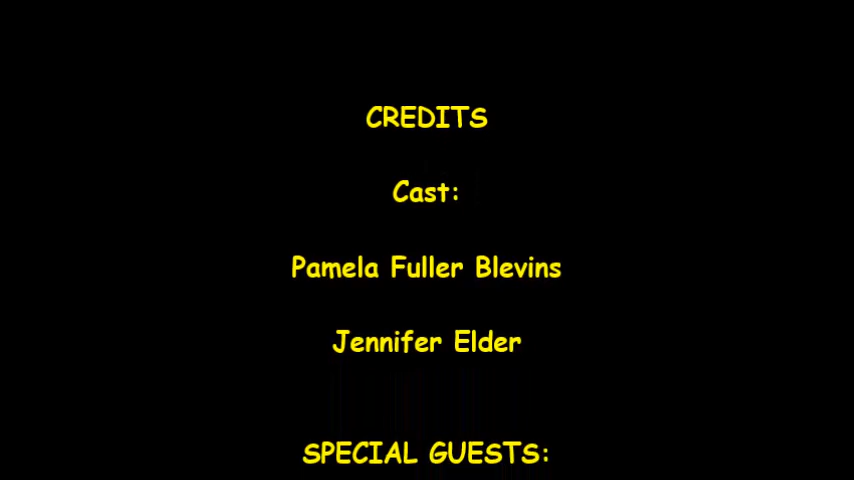 CREDITS
Cast:
Pamela Fuller Blevins
Jennifer Elder
SPECIAL GUESTS: